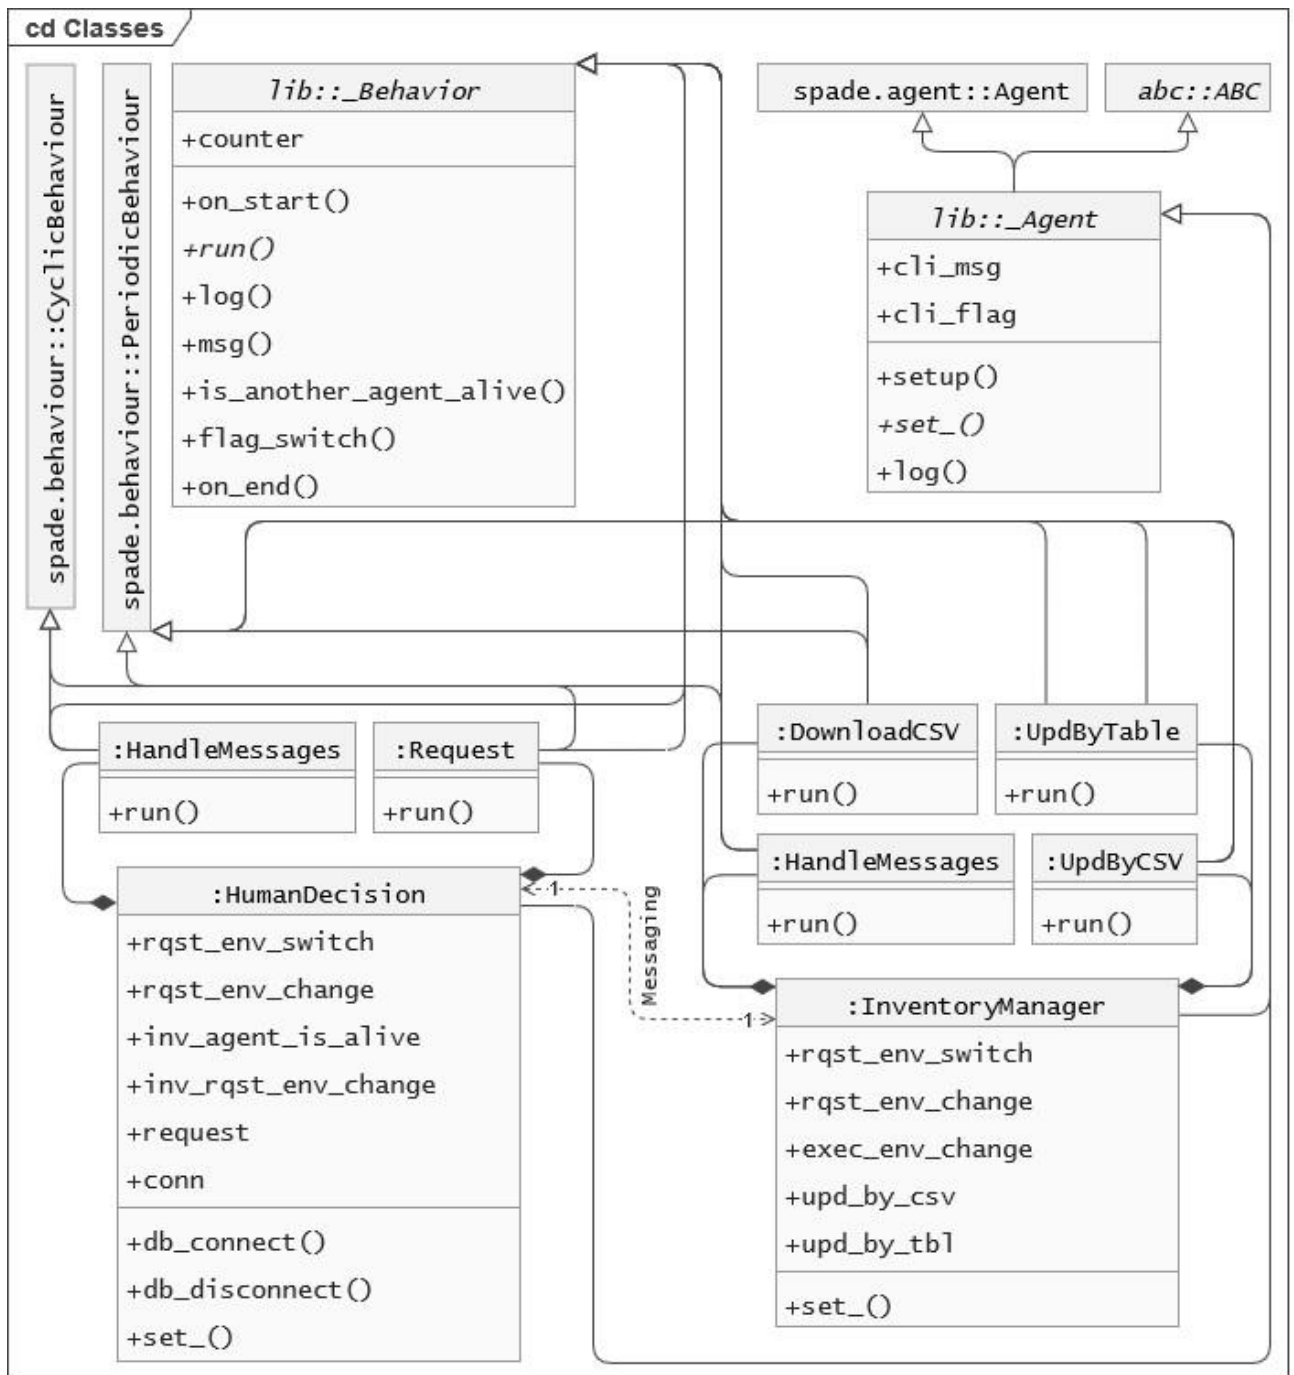 cd Classes
spade.behaviour::CyclicBehaviour
spade.behaviour::PeriodicBehaviour
lib::_Behavior
+counter
+on_start()
+run()
+log()
+msg()
+is_another_agent_alive()
+flag_switch()
+on_end()
spade.agent::Agent
abc::ABC
lib::_Agent
+cli_msg
+cli_flag
+setup()
+set_()
+log()
:HandleMessages
+run()
:Request
+run()
:DownloadCSV
+run()
:UpdByTable
+run()
:HandleMessages
+run()
:UpdByCSV
+run()
:HumanDecision
+rqst_env_switch
+rqst_env_change
+inv_agent_is_alive
+inv_rqst_env_change
+request
+conn
+db_connect()
+db_disconnect()
+set_()
1
Messaging
1
:InventoryManager
+rqst_env_switch
+rqst_env_change
+exec_env_change
+upd_by_csv
+upd_by_tbl
+set_()